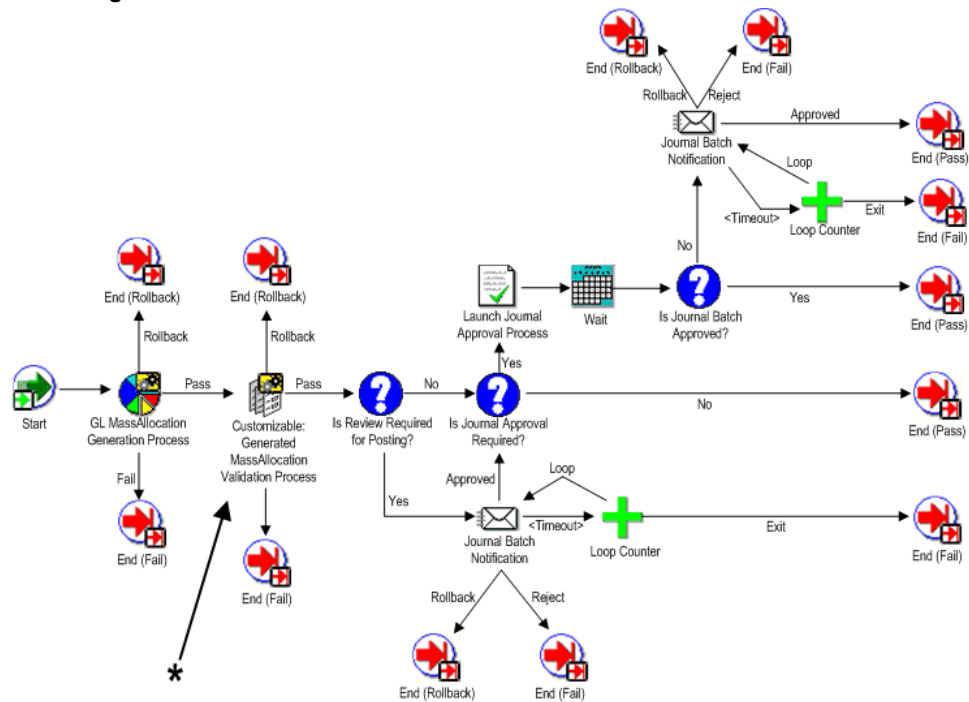 End (Rollback)
End (Fail)
Rollback
Reject
Journal Batch
Notification
Approved
End (Pass)
Loop
<Timeout>
Loop Counter
Exit
End (Fail)
No
End (Rollback)
End (Rollback)
Launch Journal
Approval Process
Wait
Is Journal Batch
Approved?
Yes
End (Pass)
Rollback
Rollback
Yes
Start
Pass
GL MassAllocation
Generation Process
Pass
Customizable:
Generated
MassAllocation
Validation Process
Is Review Required
for Posting?
No
Is Journal Approval
Required?
No
End (Pass)
Fail
End (Fail)
End (Fail)
Yes
Approved
Loop
Journal Batch
Notification
<Timeout>
Loop Counter
Exit
End (Fail)
Rollback
Reject
End (Rollback)
End (Fail)
*